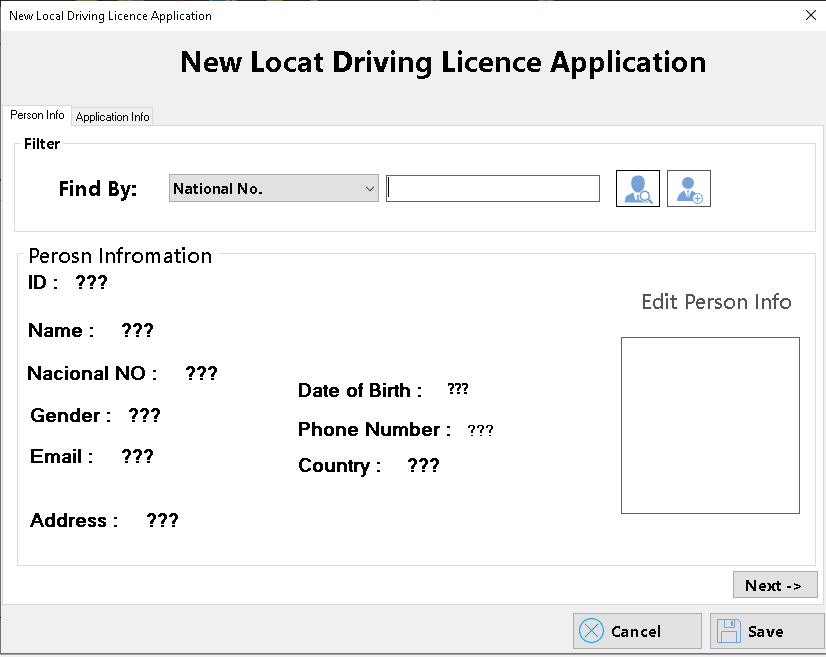 New Local Driving Licence Application
New Locat Driving Licence Application
Person Info
Application Info
Filter
Find By:
National No.
Perosn Infromation
ID : ???
Edit Person Info
Name : ???
Nacional NO : ???
Date of Birth : ???
Gender : ???
Phone Number : ???
Email : ???
Country : ???
Address : ???
Next ->
Cancel
Save